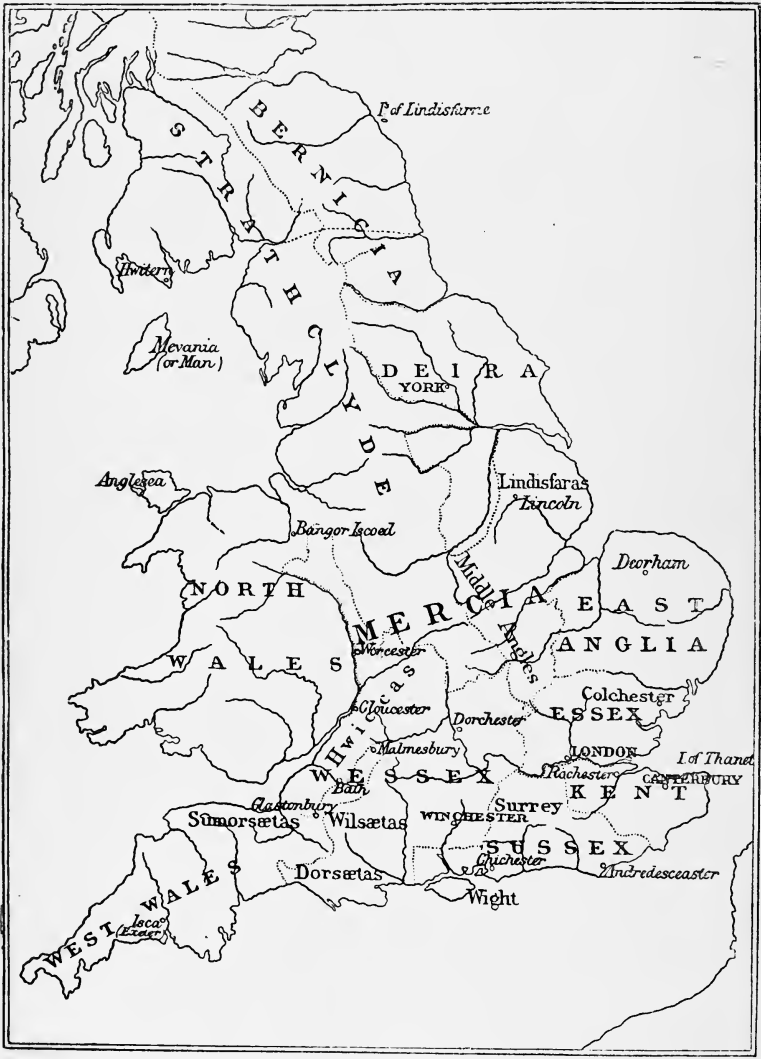 I. of Lindisfarne
BERNICIA
STRATHCLYDE
Hwitern
Mevania
(or Man)
DEIRA
YORK
Anglesea
Lindisfaras
Lincoln
Bangor Iscoed
Deorham
Middle Angles
NORTH
WALES
MERCIA
EAST
ANGLIA
Worcester
Hwiccas
Gloucester
Colchester
ESSEX
Dorchester
Malmesbury
LONDON
I of Thanet
Rochester
CANTERBURY
WESSEX
Bath
KENT
Glastonbury
Sumorsætas
Wilsætas
WINCHESTER
Surrey
SUSSEX
Chichester
Andredesceaster
Dorsætas
Wight
WEST WALES
Isca
(Exeter)